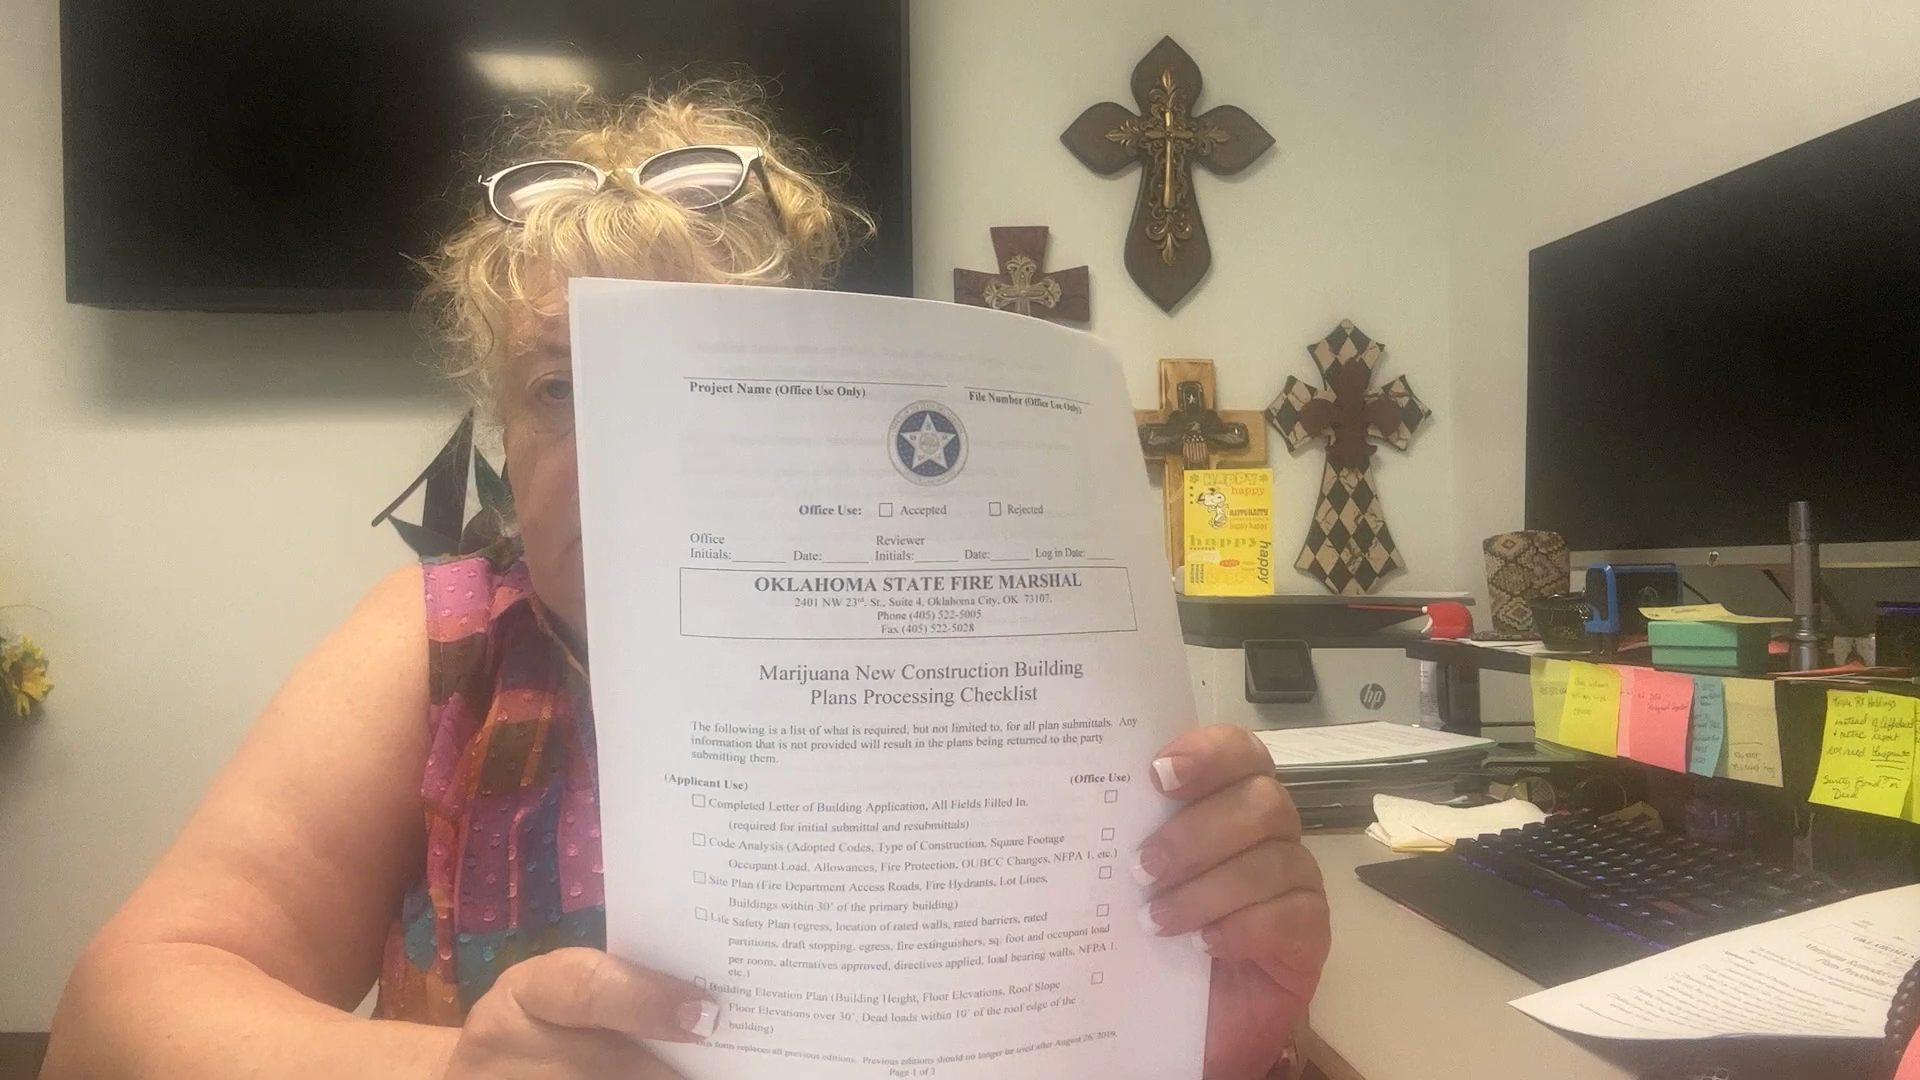 Project Name (Office Use Only)
File Number (Office Use Only)
Office Use: ☐ Accepted ☐ Rejected
Office Reviewer
Initials:________ Date:_______ Initials:_______ Date:______ Log in Date:_____
OKLAHOMA STATE FIRE MARSHAL
2401 NW 23rd. St., Suite 4, Oklahoma City, OK 73107.
Phone (405) 522-5005
Fax (405) 522-5028
Marijuana New Construction Building
Plans Processing Checklist
The following is a list of what is required, but not limited to, for all plan submittals. Any
information that is not provided will result in the plans being returned to the party
submitting them.
(Applicant Use) (Office Use)
☐ Completed Letter of Building Application, All Fields Filled In. ☐
(required for initial submittal and resubmittals)
☐ Code Analysis (Adopted Codes, Type of Construction, Square Footage ☐
Occupant Load, Allowances, Fire Protection, OUBCC Changes, NFPA 1, etc.)
☐ Site Plan (Fire Department Access Roads, Fire Hydrants, Lot Lines, ☐
Buildings within 30' of the primary building)
☐ Life Safety Plan (egress, location of rated walls, rated barriers, rated ☐
partitions, draft stopping, egress, fire extinguishers, sq. foot and occupant load
per room, alternatives approved, directives applied, load bearing walls, NFPA 1,
etc.)
☐ Building Elevation Plan (Building Height, Floor Elevations, Roof Slope ☐
Floor Elevations over 30', Dead loads within 10' of the roof edge of the
building)
form replaces all previous editions. Previous editions should no longer be used after August 26, 2019.
Page 1 of 3
HAPPY
happy
happy
happy
hp